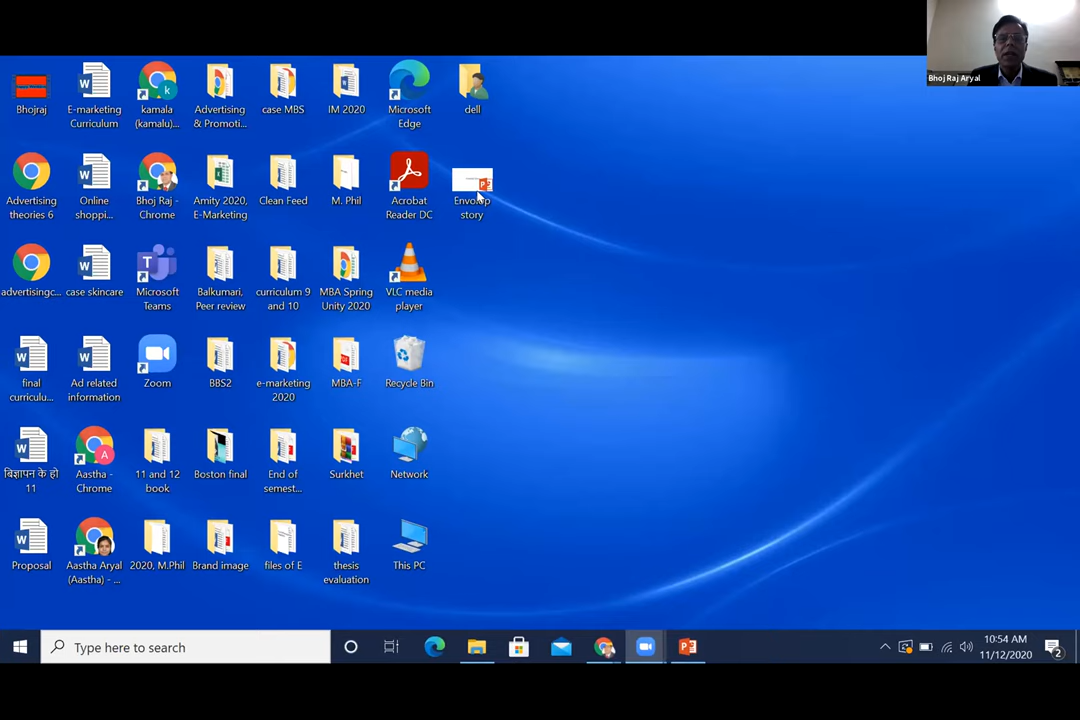 Bhoj Raj Aryal
Bhojraj
E-marketing
Curriculum
kamala
(kamalu)...
Advertising
& Promoti...
case MBS
IM 2020
Microsoft
Edge
dell
Advertising
theories 6
Online
shoppi...
Bhoj Raj -
Chrome
Amity 2020,
E-Marketing
Clean Feed
M. Phil
Acrobat
Reader DC
story
advertisingc...
case skincare
Microsoft
Teams
Balkumari,
Peer review
curriculum 9
and 10
MBA Spring
Unity 2020
VLC media
player
final
curriculu...
Ad related
information
Zoom
BBS2
e-marketing
2020
MBA-F
Recycle Bin
बिज्ञापन के हो
11
Aastha -
Chrome
11 and 12
book
Boston final
End of
semest...
Surkhet
Network
Proposal
Aastha Aryal
(Aastha) - ...
2020, M.Phil
Brand image
files of E
thesis
evaluation
This PC
Type here to search
10:54 AM
11/12/2020
2